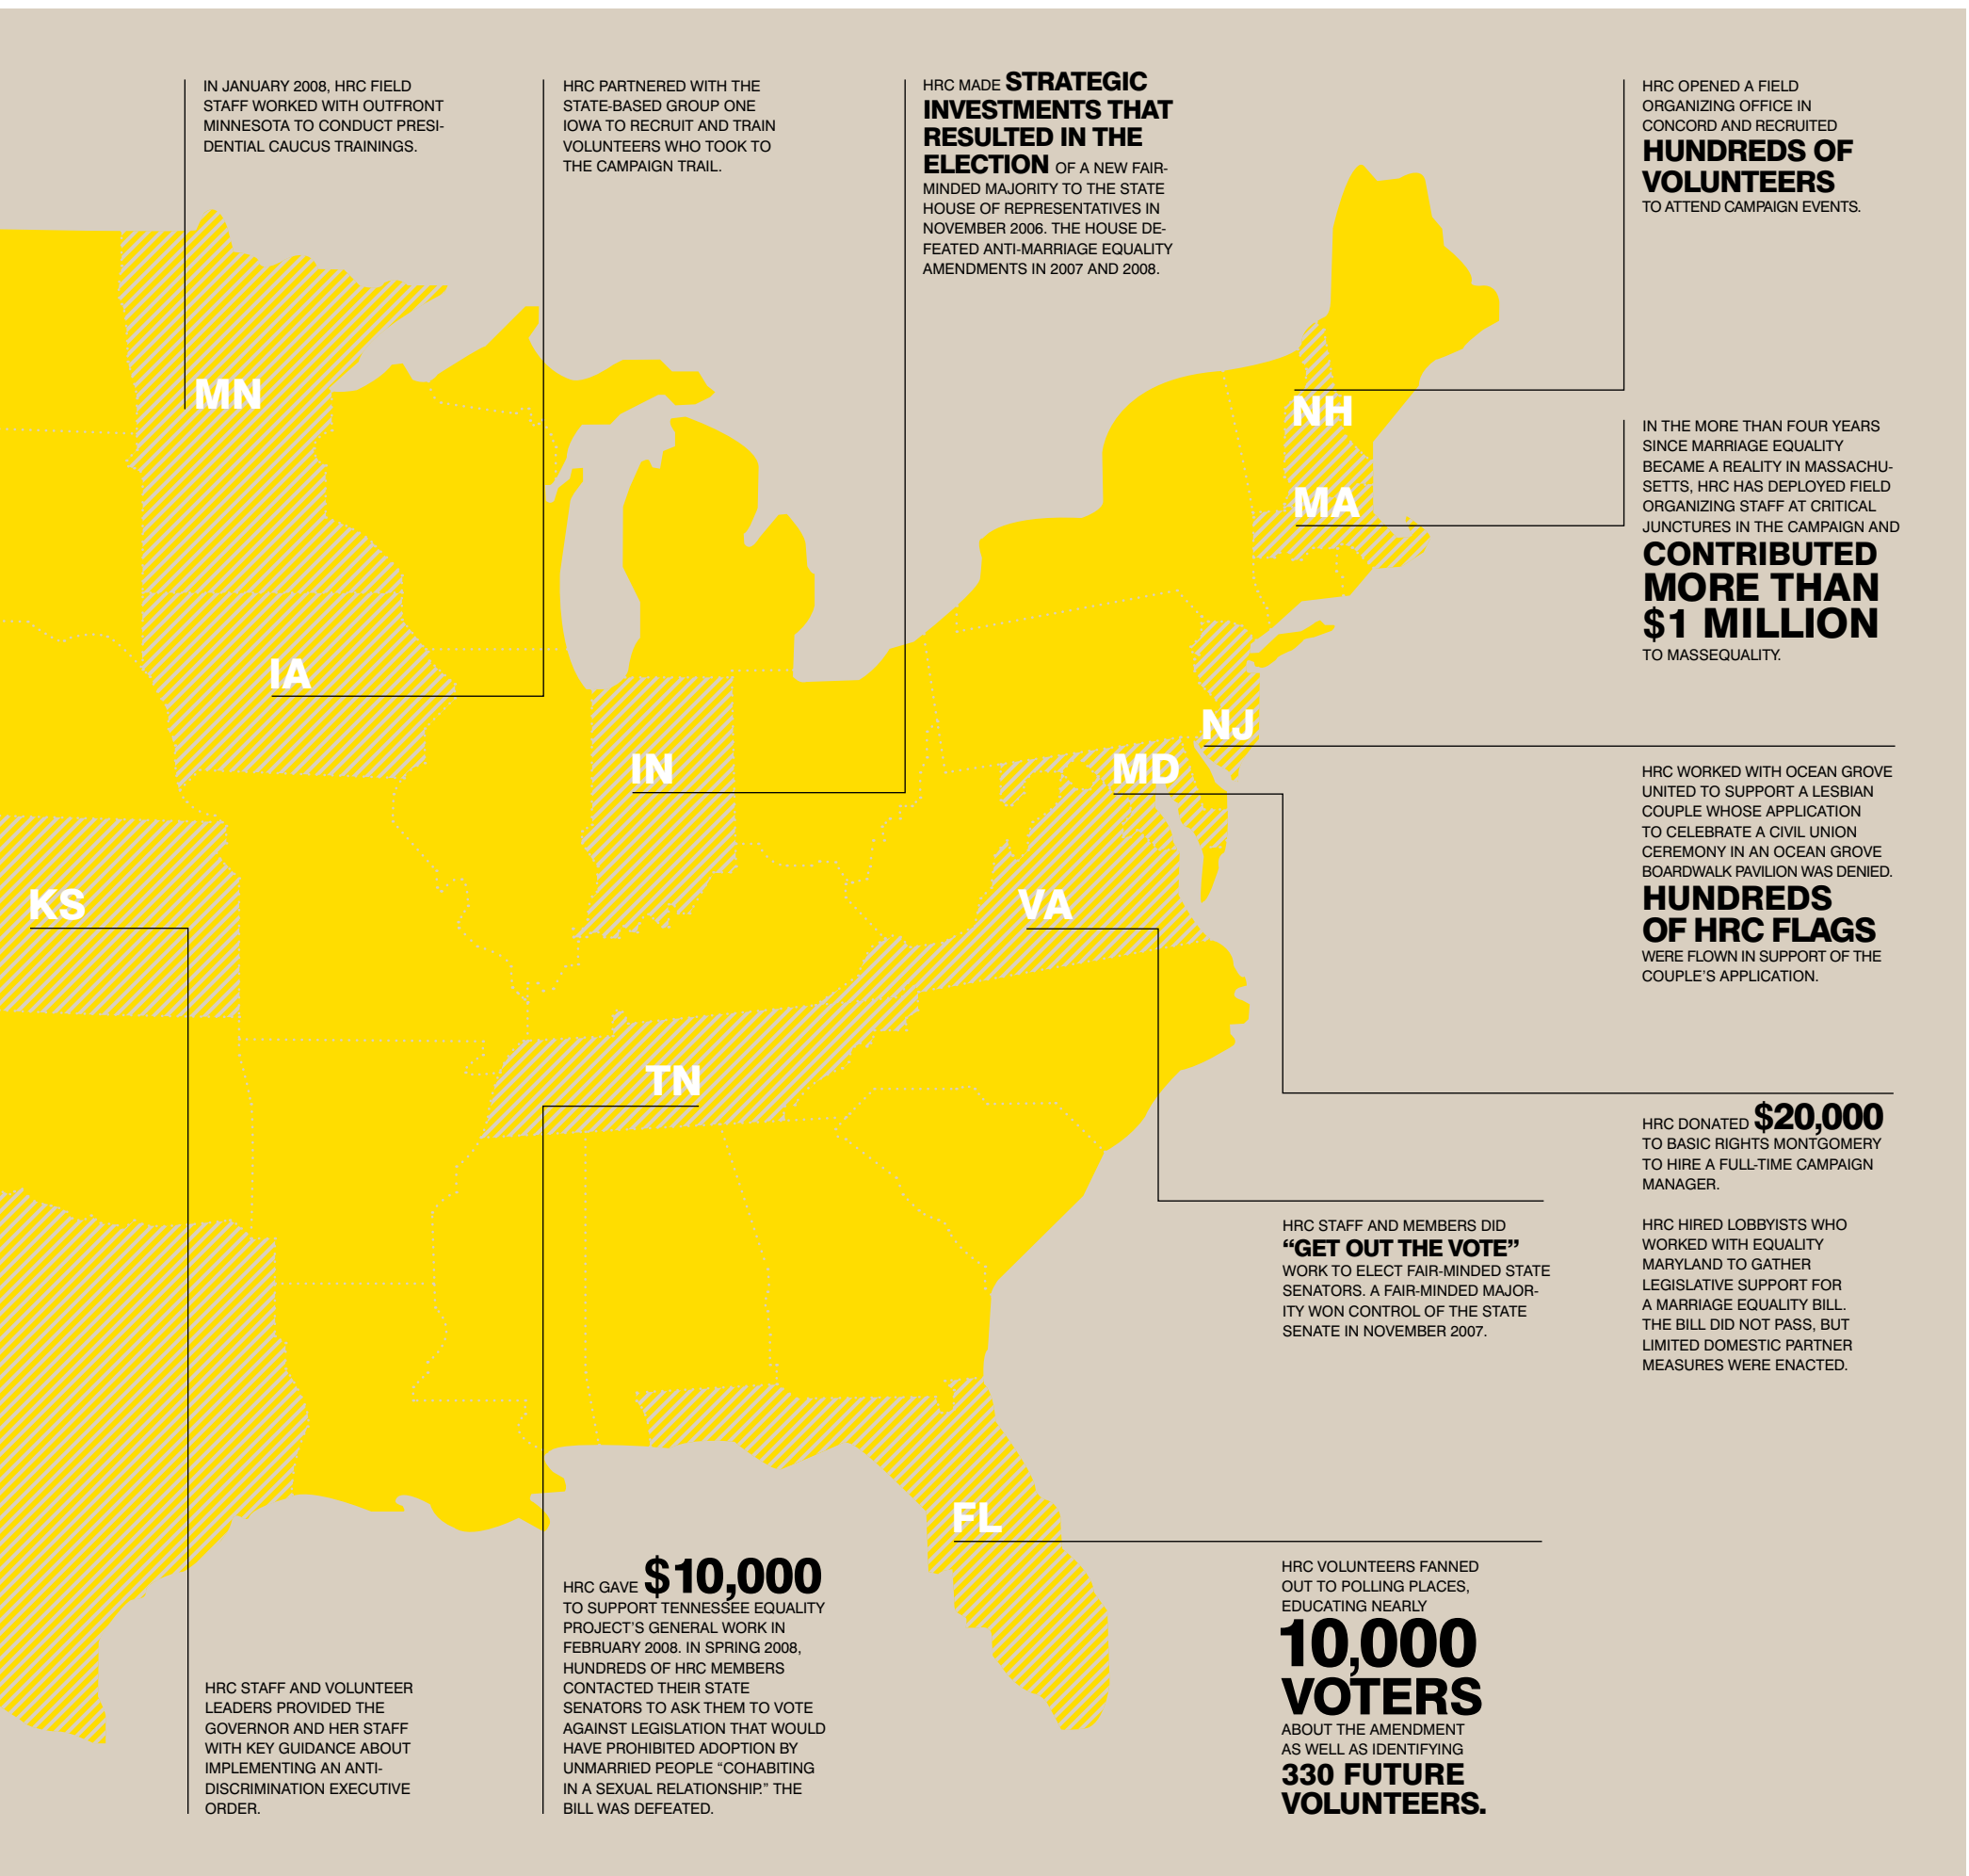 IN JANUARY 2008, HRC FIELD
STAFF WORKED WITH OUTFRONT
MINNESOTA TO CONDUCT PRESI-
DENTIAL CAUCUS TRAININGS.
HRC PARTNERED WITH THE
STATE-BASED GROUP ONE
IOWA TO RECRUIT AND TRAIN
VOLUNTEERS WHO TOOK TO
THE CAMPAIGN TRAIL.
HRC MADE STRATEGIC
INVESTMENTS THAT
RESULTED IN THE
ELECTION OF A NEW FAIR-
MINDED MAJORITY TO THE STATE
HOUSE OF REPRESENTATIVES IN
NOVEMBER 2006. THE HOUSE DE-
FEATED ANTI-MARRIAGE EQUALITY
AMENDMENTS IN 2007 AND 2008.
HRC OPENED A FIELD
ORGANIZING OFFICE IN
CONCORD AND RECRUITED
HUNDREDS OF
VOLUNTEERS
TO ATTEND CAMPAIGN EVENTS.
MN
NH
IN THE MORE THAN FOUR YEARS
SINCE MARRIAGE EQUALITY
BECAME A REALITY IN MASSACHU-
SETTS, HRC HAS DEPLOYED FIELD
ORGANIZING STAFF AT CRITICAL
JUNCTURES IN THE CAMPAIGN AND
CONTRIBUTED
MORE THAN
$1 MILLION
TO MASSEQUALITY.
MA
IA
NJ
IN
MD
HRC WORKED WITH OCEAN GROVE
UNITED TO SUPPORT A LESBIAN
COUPLE WHOSE APPLICATION
TO CELEBRATE A CIVIL UNION
CEREMONY IN AN OCEAN GROVE
BOARDWALK PAVILION WAS DENIED.
HUNDREDS
OF HRC FLAGS
WERE FLOWN IN SUPPORT OF THE
COUPLE'S APPLICATION.
KS
VA
TN
HRC DONATED $20,000
TO BASIC RIGHTS MONTGOMERY
TO HIRE A FULL-TIME CAMPAIGN
MANAGER.
HRC HIRED LOBBYISTS WHO
WORKED WITH EQUALITY
MARYLAND TO GATHER
LEGISLATIVE SUPPORT FOR
A MARRIAGE EQUALITY BILL.
THE BILL DID NOT PASS, BUT
LIMITED DOMESTIC PARTNER
MEASURES WERE ENACTED.
HRC STAFF AND MEMBERS DID
“GET OUT THE VOTE”
WORK TO ELECT FAIR-MINDED STATE
SENATORS. A FAIR-MINDED MAJOR-
ITY WON CONTROL OF THE STATE
SENATE IN NOVEMBER 2007.
FL
HRC STAFF AND VOLUNTEER
LEADERS PROVIDED THE
GOVERNOR AND HER STAFF
WITH KEY GUIDANCE ABOUT
IMPLEMENTING AN ANTI-
DISCRIMINATION EXECUTIVE
ORDER.
HRC GAVE $10,000
TO SUPPORT TENNESSEE EQUALITY
PROJECT'S GENERAL WORK IN
FEBRUARY 2008. IN SPRING 2008,
HUNDREDS OF HRC MEMBERS
CONTACTED THEIR STATE
SENATORS TO ASK THEM TO VOTE
AGAINST LEGISLATION THAT WOULD
HAVE PROHIBITED ADOPTION BY
UNMARRIED PEOPLE “COHABITING
IN A SEXUAL RELATIONSHIP.” THE
BILL WAS DEFEATED.
HRC VOLUNTEERS FANNED
OUT TO POLLING PLACES,
EDUCATING NEARLY
10,000
VOTERS
ABOUT THE AMENDMENT
AS WELL AS IDENTIFYING
330 FUTURE
VOLUNTEERS.